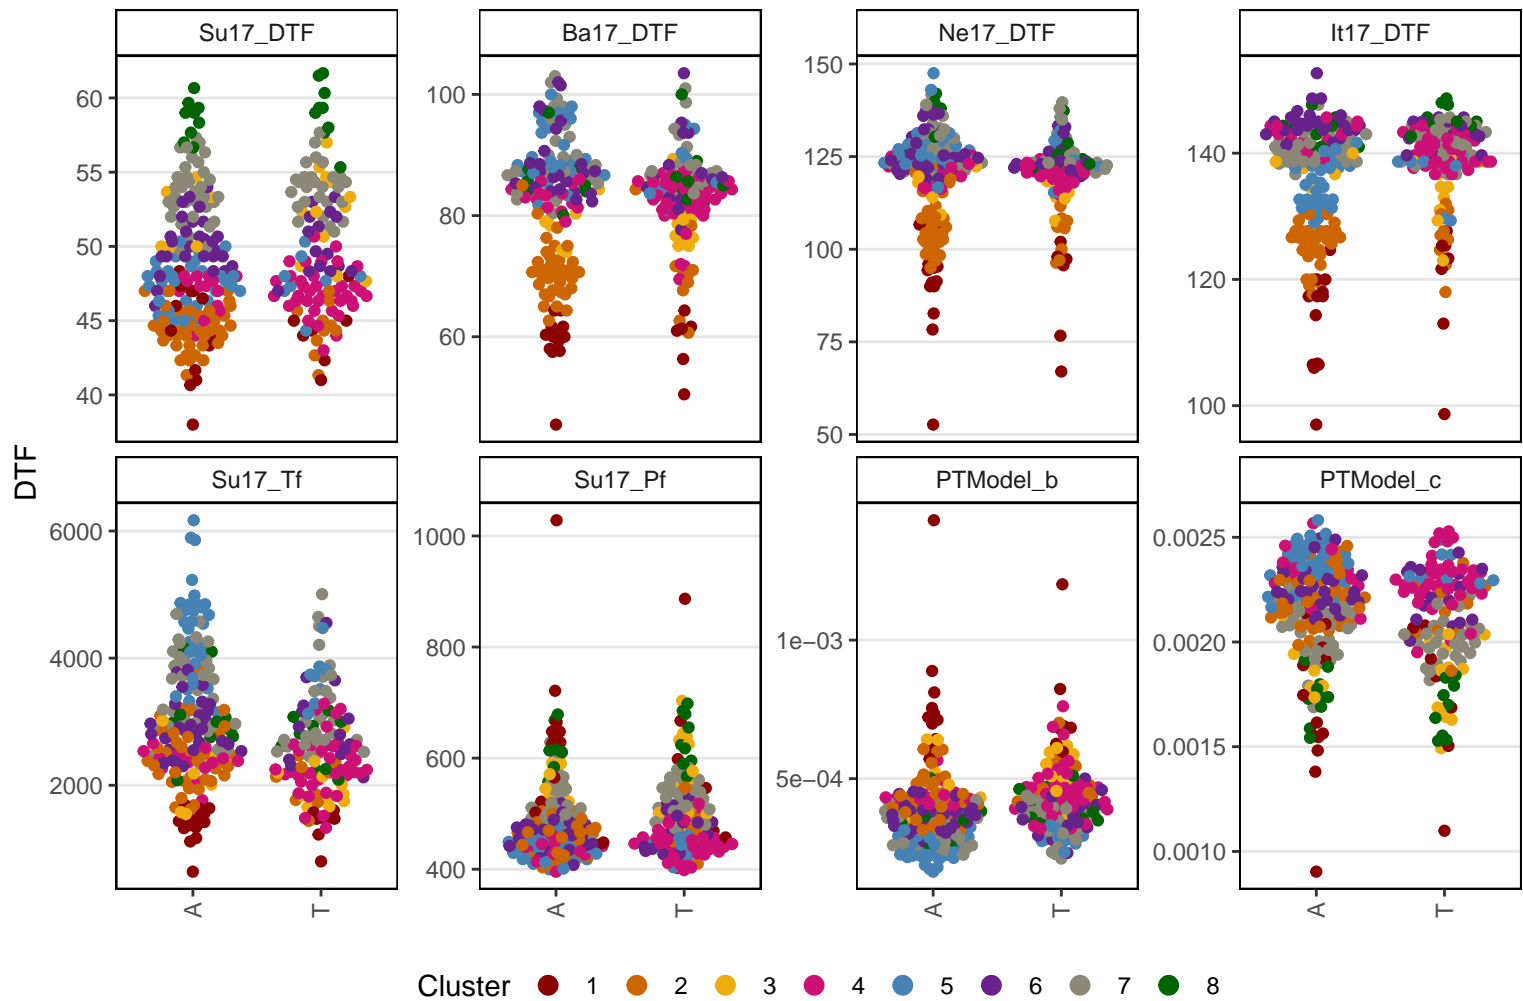 Su17_DTF
Ba17_DTF
Ne17_DTF
It17_DTF
60
55
50
45
40
100
80
60
150
125
100
75
50
140
120
100
DTF
Su17_Tf
Su17_Pf
PTModel_b
PTModel_c
6000
4000
2000
1000
800
600
400
1e−03
5e−04
0.0025
0.0020
0.0015
0.0010
A
T
A
T
A
T
A
T
Cluster 1 2 3 4 5 6 7 8